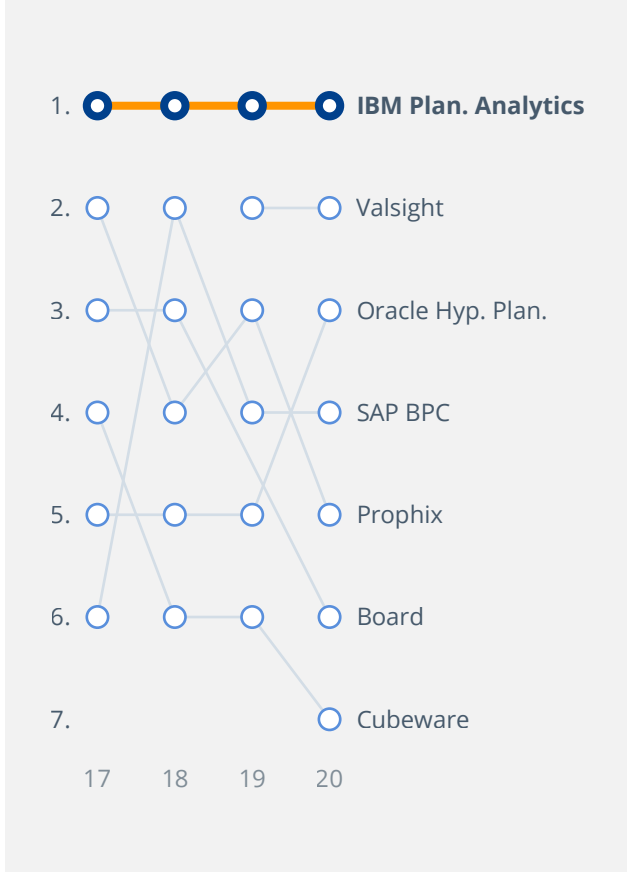 1. IBM Plan. Analytics
2. Valsight
3. Oracle Hyp. Plan.
4. SAP BPC
5. Prophix
6. Board
7. Cubeware
17 18 19 20